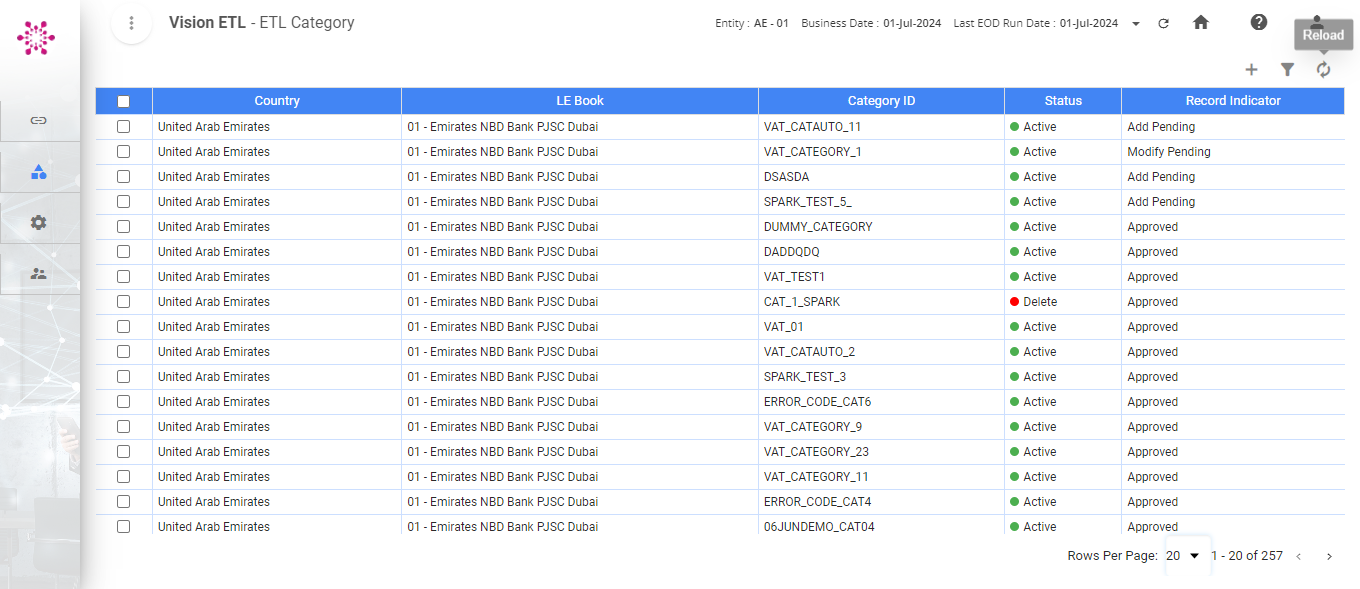 Vision ETL - ETL Category
Entity : AE - 01 Business Date : 01-Jul-2024 Last EOD Run Date : 01-Jul-2024
Reload
Country LE Book Category ID Status Record Indicator
United Arab Emirates 01 - Emirates NBD Bank PJSC Dubai VAT_CATAUTO_11 Active Add Pending
United Arab Emirates 01 - Emirates NBD Bank PJSC Dubai VAT_CATEGORY_1 Active Modify Pending
United Arab Emirates 01 - Emirates NBD Bank PJSC Dubai DSASDA Active Add Pending
United Arab Emirates 01 - Emirates NBD Bank PJSC Dubai SPARK_TEST_5_ Active Add Pending
United Arab Emirates 01 - Emirates NBD Bank PJSC Dubai DUMMY_CATEGORY Active Approved
United Arab Emirates 01 - Emirates NBD Bank PJSC Dubai DADDQDQ Active Approved
United Arab Emirates 01 - Emirates NBD Bank PJSC Dubai VAT_TEST1 Active Approved
United Arab Emirates 01 - Emirates NBD Bank PJSC Dubai CAT_1_SPARK Delete Approved
United Arab Emirates 01 - Emirates NBD Bank PJSC Dubai VAT_01 Active Approved
United Arab Emirates 01 - Emirates NBD Bank PJSC Dubai VAT_CATAUTO_2 Active Approved
United Arab Emirates 01 - Emirates NBD Bank PJSC Dubai SPARK_TEST_3 Active Approved
United Arab Emirates 01 - Emirates NBD Bank PJSC Dubai ERROR_CODE_CAT6 Active Approved
United Arab Emirates 01 - Emirates NBD Bank PJSC Dubai VAT_CATEGORY_9 Active Approved
United Arab Emirates 01 - Emirates NBD Bank PJSC Dubai VAT_CATEGORY_23 Active Approved
United Arab Emirates 01 - Emirates NBD Bank PJSC Dubai VAT_CATEGORY_11 Active Approved
United Arab Emirates 01 - Emirates NBD Bank PJSC Dubai ERROR_CODE_CAT4 Active Approved
United Arab Emirates 01 - Emirates NBD Bank PJSC Dubai 06JUNDEMO_CAT04 Active Approved
Rows Per Page: 20 1 - 20 of 257